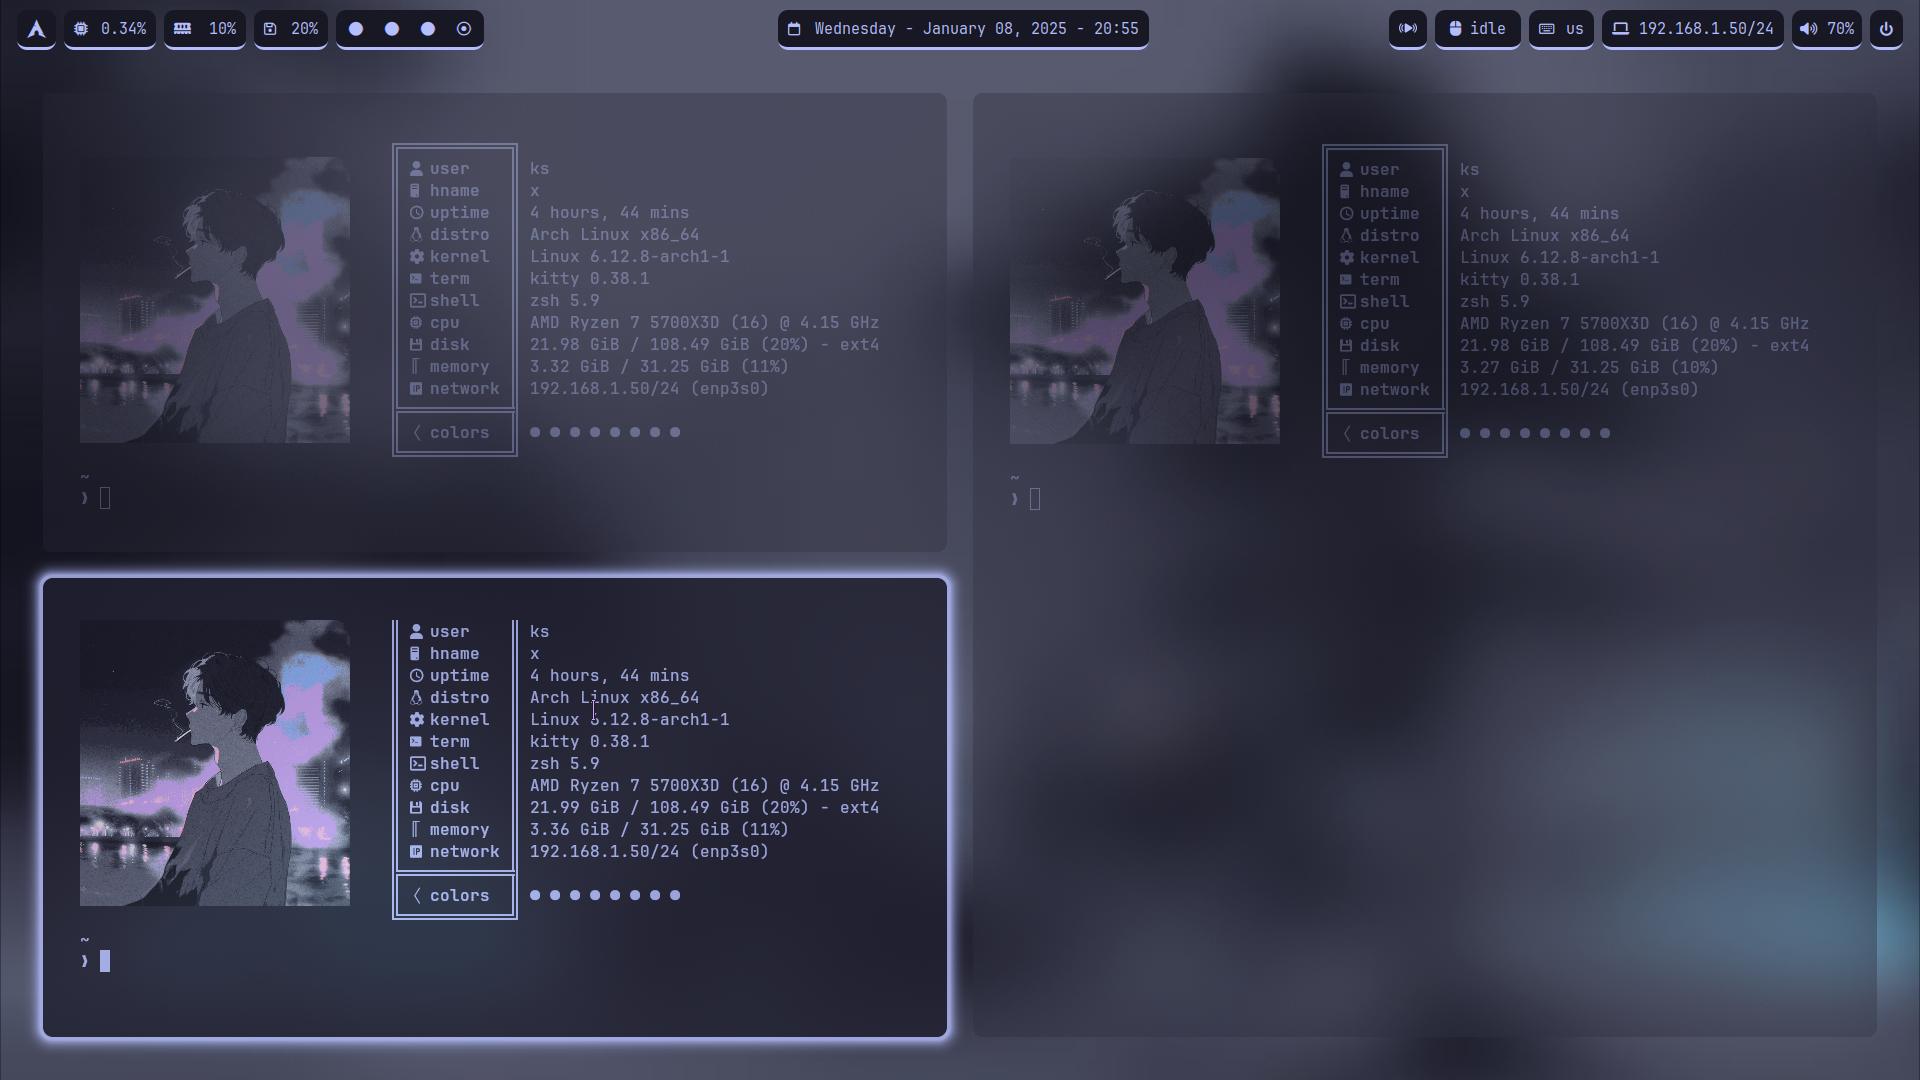 0.34% 10% 20% Wednesday - January 08, 2025 - 20:55 idle us 192.168.1.50/24 70%
user ks
hname x
uptime 4 hours, 44 mins
distro Arch Linux x86_64
kernel Linux 6.12.8-arch1-1
term kitty 0.38.1
shell zsh 5.9
cpu AMD Ryzen 7 5700X3D (16) @ 4.15 GHz
disk 21.98 GiB / 108.49 GiB (20%) - ext4
memory 3.32 GiB / 31.25 GiB (11%)
network 192.168.1.50/24 (enp3s0)
colors
~
❯
user ks
hname x
uptime 4 hours, 44 mins
distro Arch Linux x86_64
kernel Linux 6.12.8-arch1-1
term kitty 0.38.1
shell zsh 5.9
cpu AMD Ryzen 7 5700X3D (16) @ 4.15 GHz
disk 21.98 GiB / 108.49 GiB (20%) - ext4
memory 3.27 GiB / 31.25 GiB (10%)
network 192.168.1.50/24 (enp3s0)
colors
~
❯
user ks
hname x
uptime 4 hours, 44 mins
distro Arch Linux x86_64
kernel Linux 6.12.8-arch1-1
term kitty 0.38.1
shell zsh 5.9
cpu AMD Ryzen 7 5700X3D (16) @ 4.15 GHz
disk 21.99 GiB / 108.49 GiB (20%) - ext4
memory 3.36 GiB / 31.25 GiB (11%)
network 192.168.1.50/24 (enp3s0)
colors
~
❯